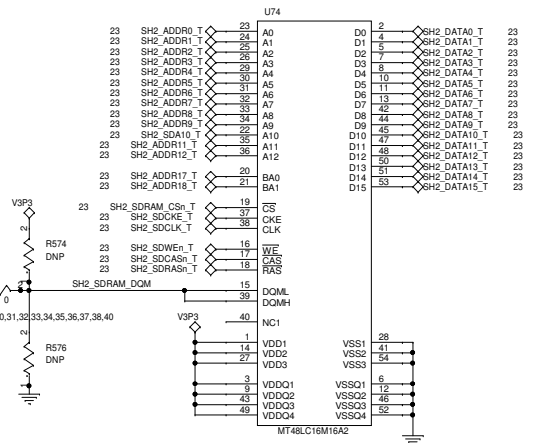 U74
23 SH2_ADDR0_T 23 A0 D0 2 SH2_DATA0_T 23
23 SH2_ADDR1_T 24 A1 D1 4 SH2_DATA1_T 23
23 SH2_ADDR2_T 25 A2 D2 5 SH2_DATA2_T 23
23 SH2_ADDR3_T 26 A3 D3 7 SH2_DATA3_T 23
23 SH2_ADDR4_T 29 A4 D4 8 SH2_DATA4_T 23
23 SH2_ADDR5_T 30 A5 D5 10 SH2_DATA5_T 23
23 SH2_ADDR6_T 31 A6 D6 11 SH2_DATA6_T 23
23 SH2_ADDR7_T 32 A7 D7 13 SH2_DATA7_T 23
23 SH2_ADDR8_T 33 A8 D8 42 SH2_DATA8_T 23
23 SH2_ADDR9_T 34 A9 D9 44 SH2_DATA9_T 23
23 SH2_SDA10_T 22 A10 D10 45 SH2_DATA10_T 23
23 SH2_ADDR11_T 35 A11 D11 47 SH2_DATA11_T 23
23 SH2_ADDR12_T 36 A12 D12 48 SH2_DATA12_T 23
D13 50 SH2_DATA13_T 23
23 SH2_ADDR17_T 20 BA0 D14 51 SH2_DATA14_T 23
23 SH2_ADDR18_T 21 BA1 D15 53 SH2_DATA15_T 23
V3P3
23 SH2_SDRAM_CSn_T 19 CS
23 SH2_SDCKE_T 37 CKE
23 SH2_SDCLK_T 38 CLK
2
R574
DNP
23 SH2_SDWEn_T 16 WE
23 SH2_SDCASn_T 17 CAS
23 SH2_SDRASn_T 18 RAS
1
2 SH2_SDRAM_DQM 15 DQML
0 39 DQMH
0,31,32,33,34,35,36,37,38,40
V3P3 40 NC1
2
R576
DNP
1
1 VDD1 VSS1 28
14 VDD2 VSS2 41
27 VDD3 VSS3 54
3 VDDQ1 VSSQ1 6
9 VDDQ2 VSSQ2 12
43 VDDQ3 VSSQ3 46
49 VDDQ4 VSSQ4 52
MT48LC16M16A2